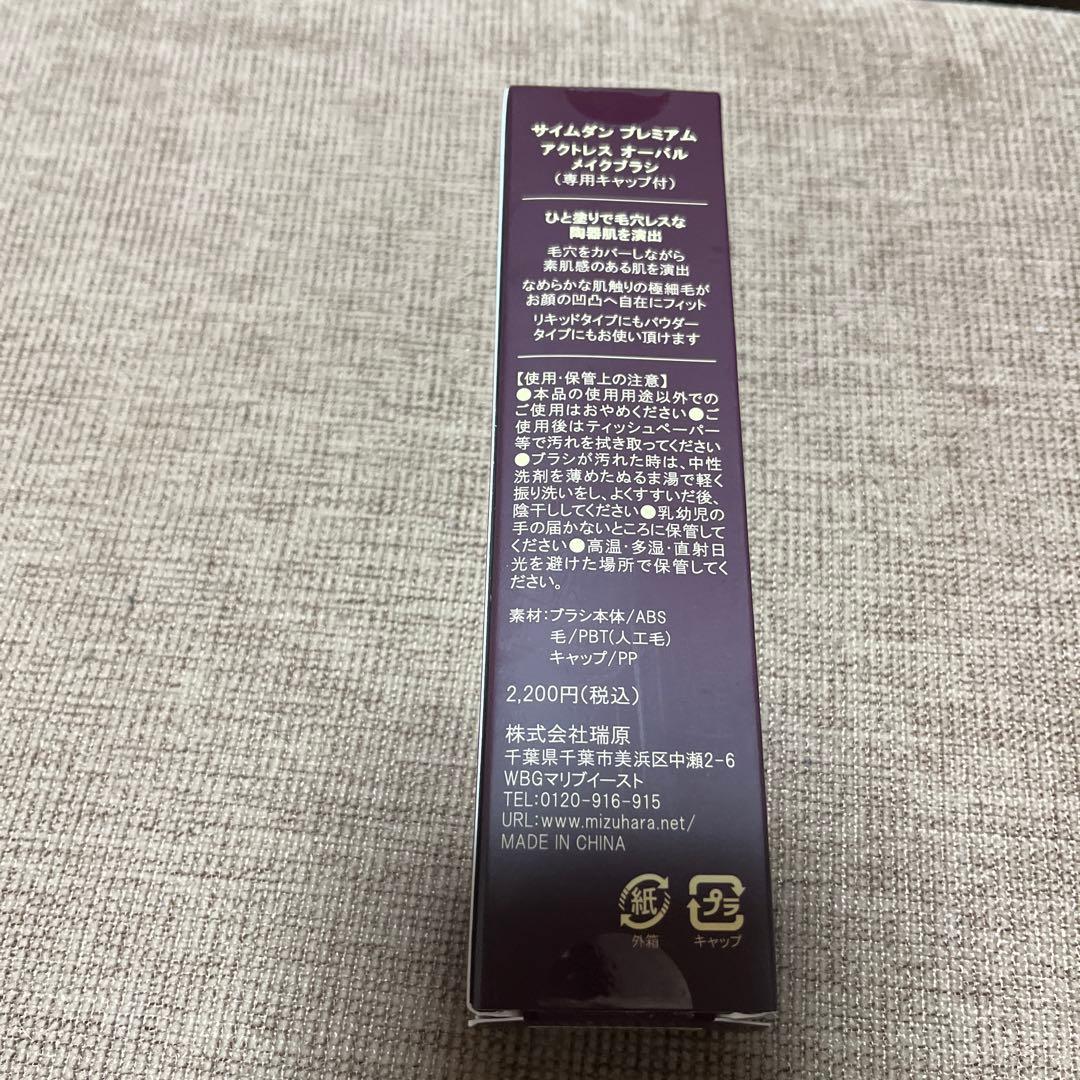 サイムダン プレミアム
アクトレス オーバル
メイクブラシ
(専用キャップ付)
ひと塗りで毛穴レスな
陶器肌を演出
毛穴をカバーしながら
素肌感のある肌を演出
なめらかな肌触りの極細毛が
お顔の凹凸へ自在にフィット
リキッドタイプにもパウダー
タイプにもお使い頂けます
【使用・保管上の注意】
●本品の使用用途以外での
ご使用はおやめください●ご
使用後はティッシュペーパー
等で汚れを拭き取ってください
●ブラシが汚れた時は、中性
洗剤を薄めたぬるま湯で軽く
振り洗いをし、よくすすいだ後、
陰干ししてください●乳幼児の
手の届かないところに保管して
ください●高温・多湿・直射日
光を避けた場所で保管してく
ださい。
素材:ブラシ本体/ABS
毛/PBT(人工毛)
キャップ/PP
2,200円(税込)
株式会社瑞原
千葉県千葉市美浜区中瀬2-6
WBGマリブイースト
TEL:0120-916-915
URL:www.mizuhara.net/
MADE IN CHINA
紙 プラ
外箱 キャップ